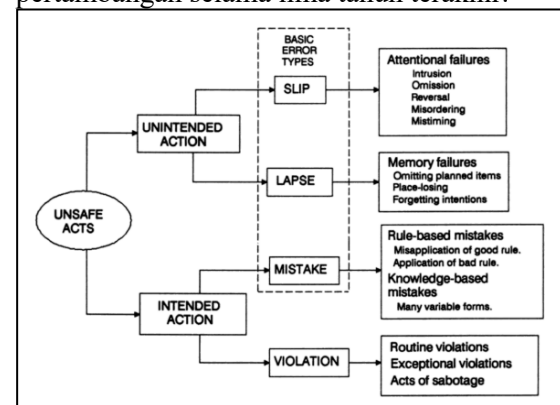 pertambangan selama lima tahun terakhir.
BASIC
ERROR
TYPES
SLIP
Attentional failures
Intrusion
Omission
Reversal
Misordering
Mistiming
UNINTENDED
ACTION
LAPSE
Memory failures
Omitting planned items
Place-losing
Forgetting intentions
UNSAFE
ACTS
MISTAKE
Rule-based mistakes
Misapplication of good rule.
Application of bad rule.
Knowledge-based
mistakes
Many variable forms.
INTENDED
ACTION
VIOLATION
Routine violations
Exceptional violations
Acts of sabotage